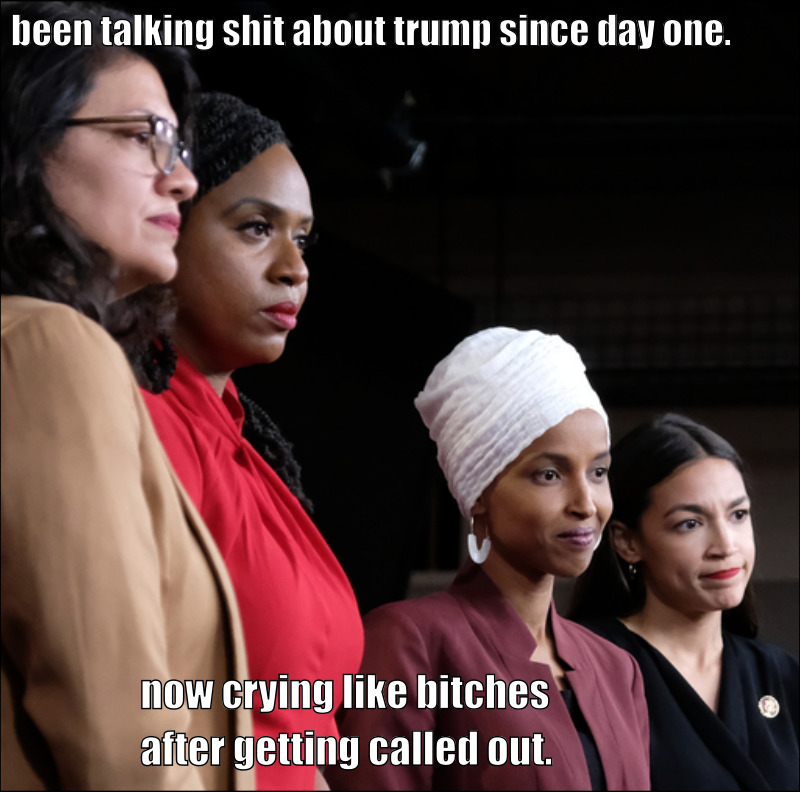 been talking shit about trump since day one.
now crying like bitches
after getting called out.